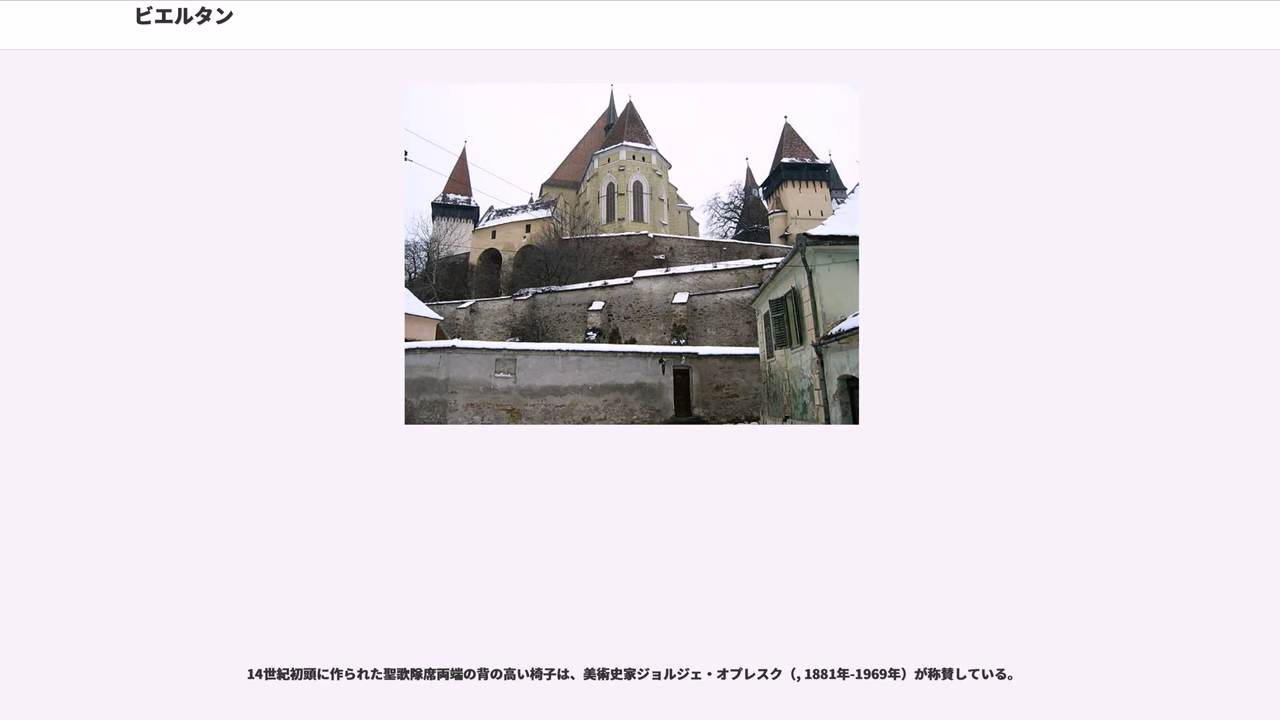 ビエルタン
14世紀初頭に作られた聖歌隊席両端の背の高い椅子は、美術史家ジョルジェ・オプレスク（, 1881年-1969年）が称賛している。